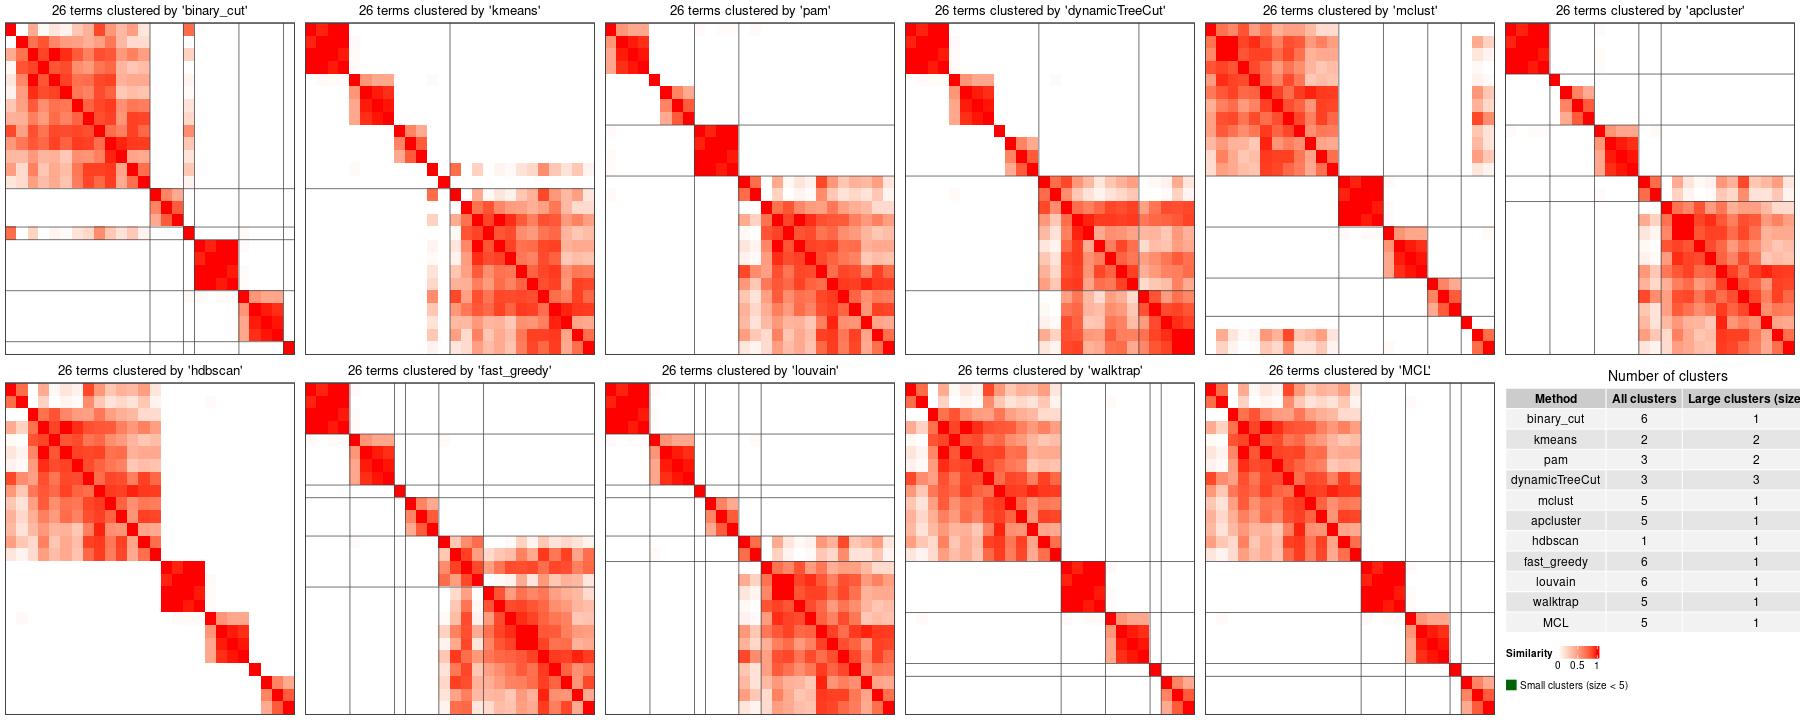 26 terms clustered by 'binary_cut'
26 terms clustered by 'kmeans'
26 terms clustered by 'pam'
26 terms clustered by 'dynamicTreeCut'
26 terms clustered by 'mclust'
26 terms clustered by 'apcluster'
26 terms clustered by 'hdbscan'
26 terms clustered by 'fast_greedy'
26 terms clustered by 'louvain'
26 terms clustered by 'walktrap'
26 terms clustered by 'MCL'
Number of clusters
Method All clusters Large clusters (size
binary_cut 6 1
kmeans 2 2
pam 3 2
dynamicTreeCut 3 3
mclust 5 1
apcluster 5 1
hdbscan 1 1
fast_greedy 6 1
louvain 6 1
walktrap 5 1
MCL 5 1
Similarity
0 0.5 1
Small clusters (size < 5)